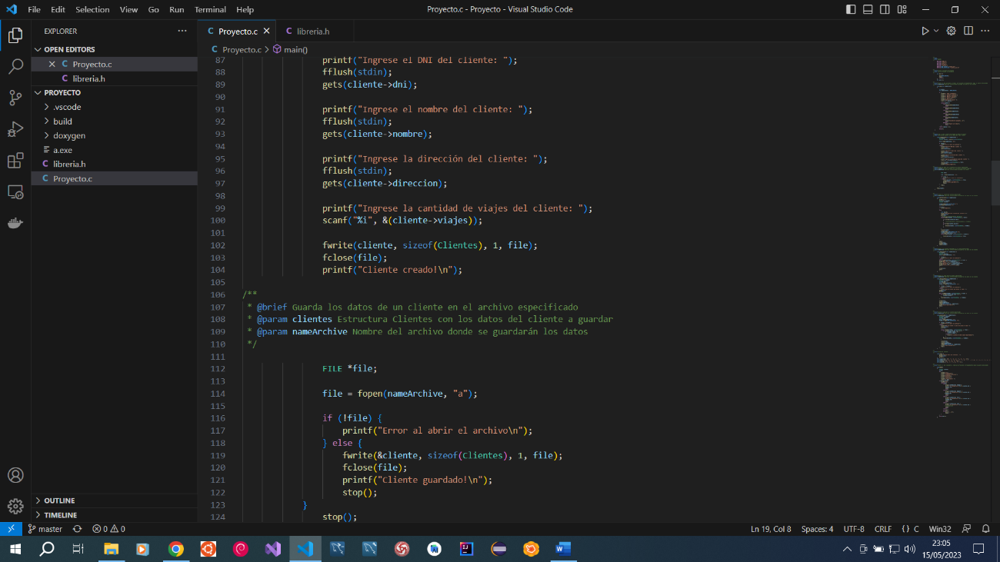 File Edit Selection View Go Run Terminal Help
Proyecto.c - Proyecto - Visual Studio Code
EXPLORER
OPEN EDITORS
Proyecto.c
libreria.h
PROYECTO
.vscode
build
doxygen
a.exe
libreria.h
Proyecto.c
OUTLINE
TIMELINE
Proyecto.c libreria.h
Proyecto.c > main()
87 printf("Ingrese el DNI del cliente: ");
88 fflush(stdin);
89 gets(cliente->dni);
90
91 printf("Ingrese el nombre del cliente: ");
92 fflush(stdin);
93 gets(cliente->nombre);
94
95 printf("Ingrese la dirección del cliente: ");
96 fflush(stdin);
97 gets(cliente->direccion);
98
99 printf("Ingrese la cantidad de viajes del cliente: ");
100 scanf("%i", &(cliente->viajes));
101
102 fwrite(cliente, sizeof(Clientes), 1, file);
103 fclose(file);
104 printf("Cliente creado!\n");
105
106 /**
107 * @brief Guarda los datos de un cliente en el archivo especificado
108 * @param clientes Estructura Clientes con los datos del cliente a guardar
109 * @param nameArchive Nombre del archivo donde se guardarán los datos
110 */
111
112 FILE *file;
113
114 file = fopen(nameArchive, "a");
115
116 if (!file) {
117 printf("Error al abrir el archivo\n");
118 } else {
119 fwrite(&cliente, sizeof(Clientes), 1, file);
120 fclose(file);
121 printf("Cliente guardado!\n");
122 stop();
123 }
124 stop();
master 0 0 Ln 19, Col 8 Spaces: 4 UTF-8 CRLF {} C Win32
23:05
15/05/2023